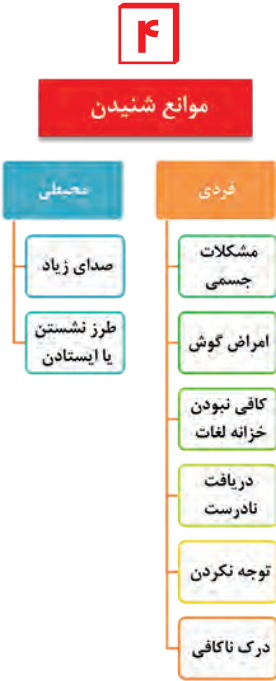 ۴
موانع شنیدن
فردی
مشکلات
جسمی
امراض گوش
کافی نبودن
خزانه لغات
دریافت
نادرست
توجه نکردن
درک ناکافی
محیطی
صدای زیاد
طرز نشستن
یا ایستادن